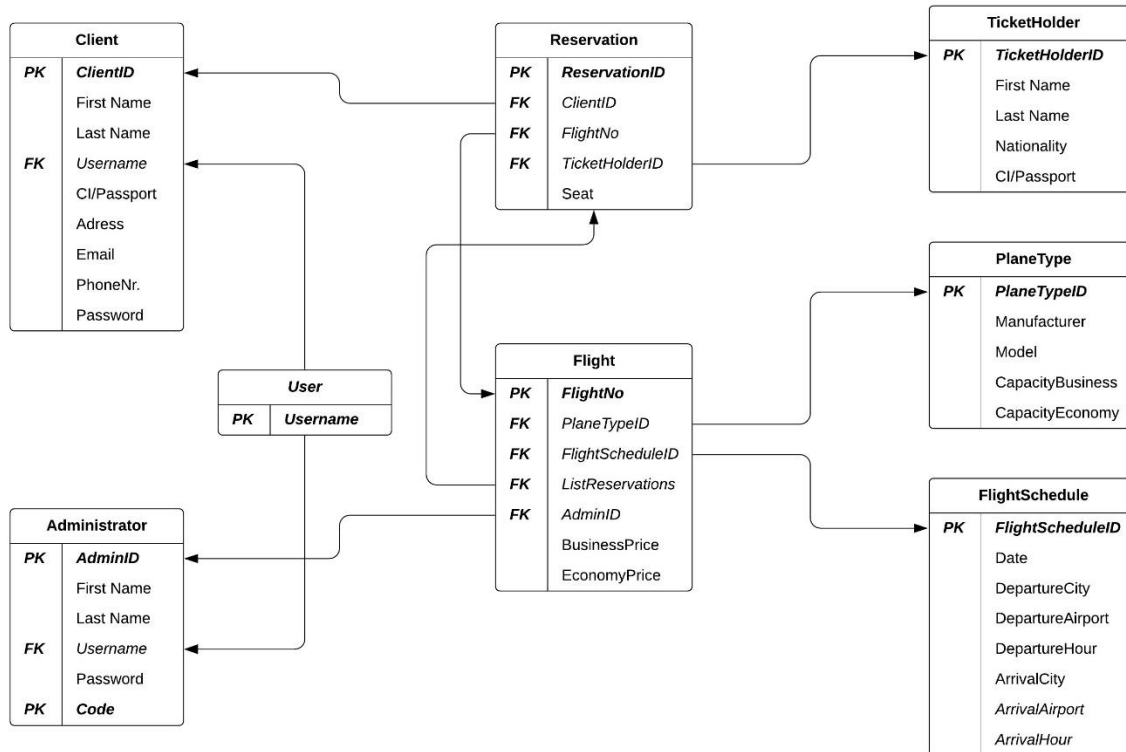 Client
PK ClientID
First Name
Last Name
FK Username
CI/Passport
Adress
Email
PhoneNr.
Password
Reservation
PK ReservationID
FK ClientID
FK FlightNo
FK TicketHolderID
Seat
TicketHolder
PK TicketHolderID
First Name
Last Name
Nationality
CI/Passport
User
PK Username
Flight
PK FlightNo
FK PlaneTypeID
FK FlightScheduleID
FK ListReservations
FK AdminID
BusinessPrice
EconomyPrice
PlaneType
PK PlaneTypeID
Manufacturer
Model
CapacityBusiness
CapacityEconomy
Administrator
PK AdminID
First Name
Last Name
FK Username
Password
PK Code
FlightSchedule
PK FlightScheduleID
Date
DepartureCity
DepartureAirport
DepartureHour
ArrivalCity
ArrivalAirport
ArrivalHour